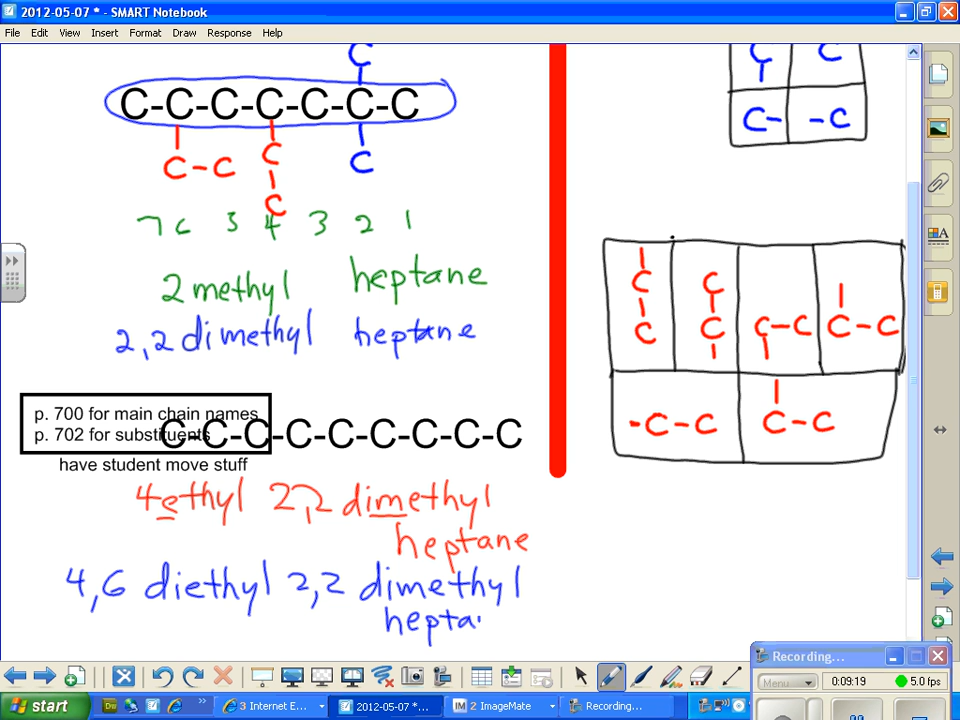 2012-05-07 * - SMART Notebook
File Edit View Insert Format Draw Response Help
C
C-C-C-C-C-C-C
C-C C C
C
7 6 5 4 3 2 1
2 methyl heptane
2,2 dimethyl heptane
p. 700 for main chain names
p. 702 for substituents
C-C-C-C-C-C-C-C-C
have student move stuff
4 ethyl 2,2 dimethyl
heptane
4,6 diethyl 2,2 dimethyl
hepta
C C
C- -C
C C C
C C C-C C-C
-C-C C-C
Recording...
Menu 0:09:19 5.0 fps
start 3 Internet E... 2012-05-07 *... 2 ImageMate Recording...